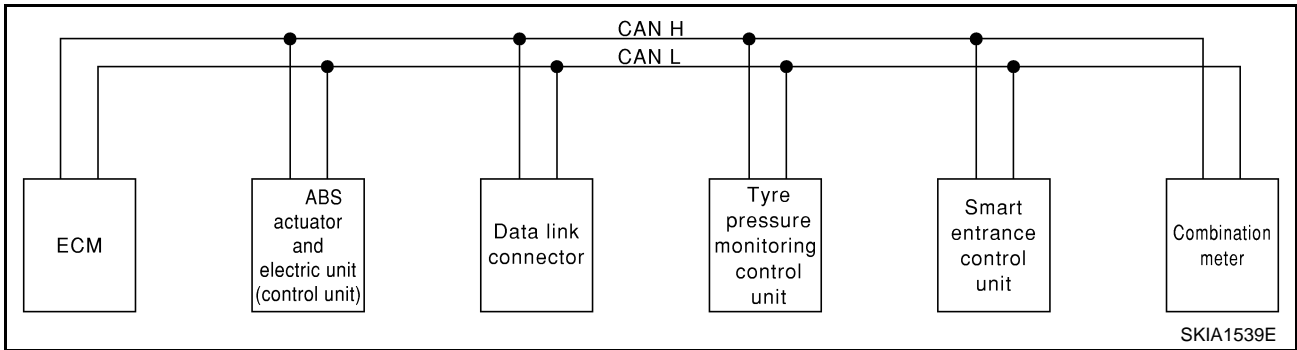 CAN H
CAN L
ECM
ABS
actuator
and
electric unit
(control unit)
Data link
connector
Tyre
pressure
monitoring
control
unit
Smart
entrance
control
unit
Combination
meter
SKIA1539E